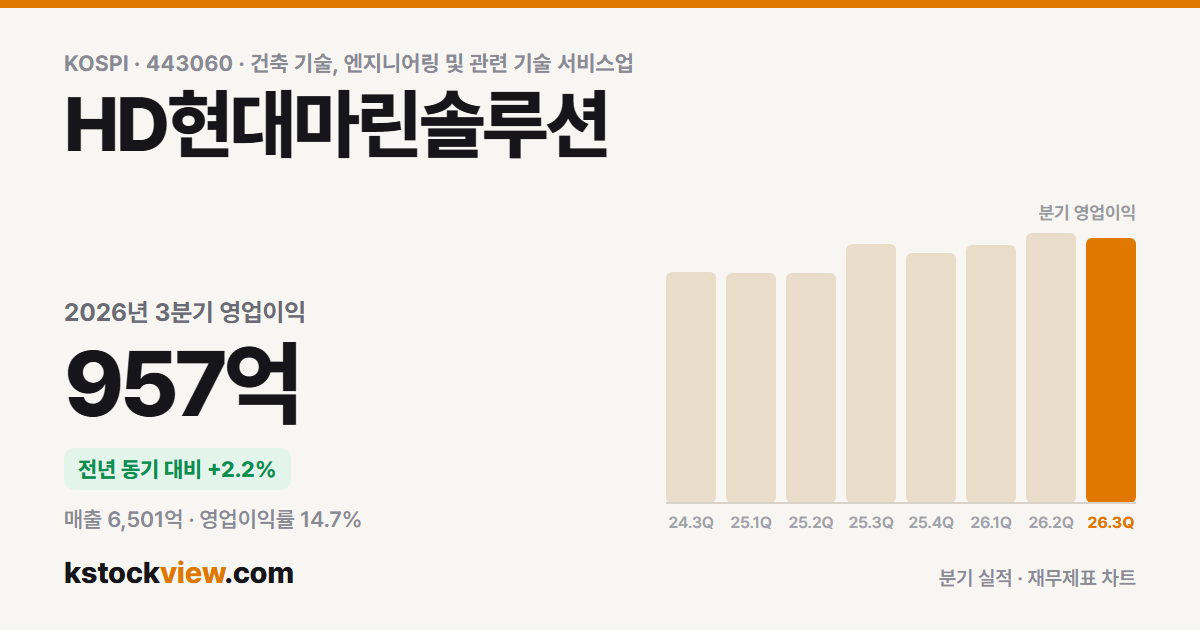 KOSPI · 443060 · 건축 기술, 엔지니어링 및 관련 기술 서비스업
HD현대마린솔루션
분기 영업이익
2026년 3분기 영업이익
957억
전년 동기 대비 +2.2%
매출 6,501억 · 영업이익률 14.7%
24.3Q 25.1Q 25.2Q 25.3Q 25.4Q 26.1Q 26.2Q 26.3Q
kstockview.com
분기 실적 · 재무제표 차트